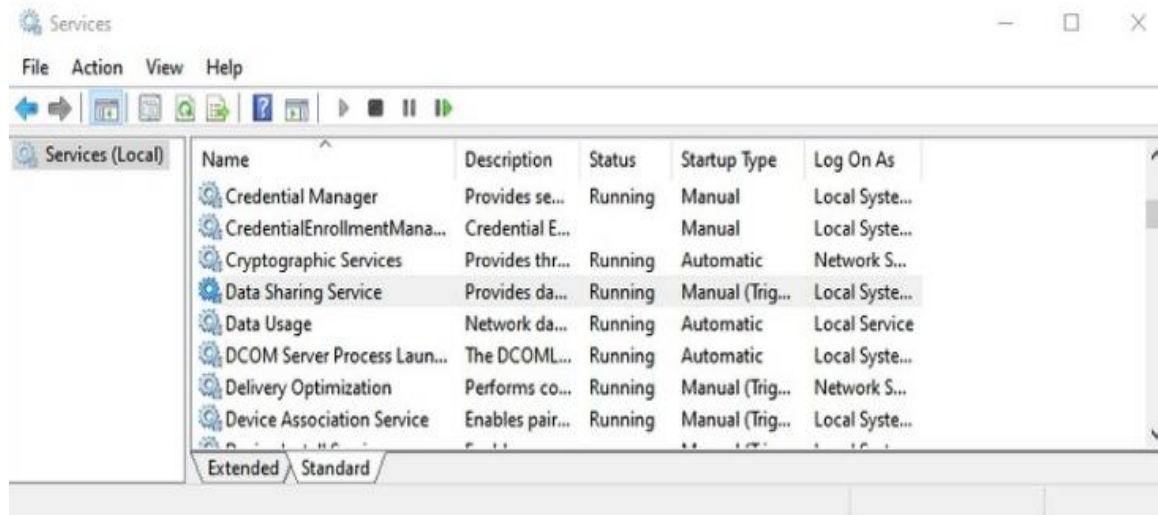 Services
File Action View Help
Services (Local)
Name Description Status Startup Type Log On As
Credential Manager Provides se... Running Manual Local Syste...
CredentialEnrollmentMana... Credential E... Manual Local Syste...
Cryptographic Services Provides thr... Running Automatic Network S...
Data Sharing Service Provides da... Running Manual (Trig... Local Syste...
Data Usage Network da... Running Automatic Local Service
DCOM Server Process Laun... The DCOML... Running Automatic Local Syste...
Delivery Optimization Performs co... Running Manual (Trig... Network S...
Device Association Service Enables pair... Running Manual (Trig... Local Syste...
Extended Standard